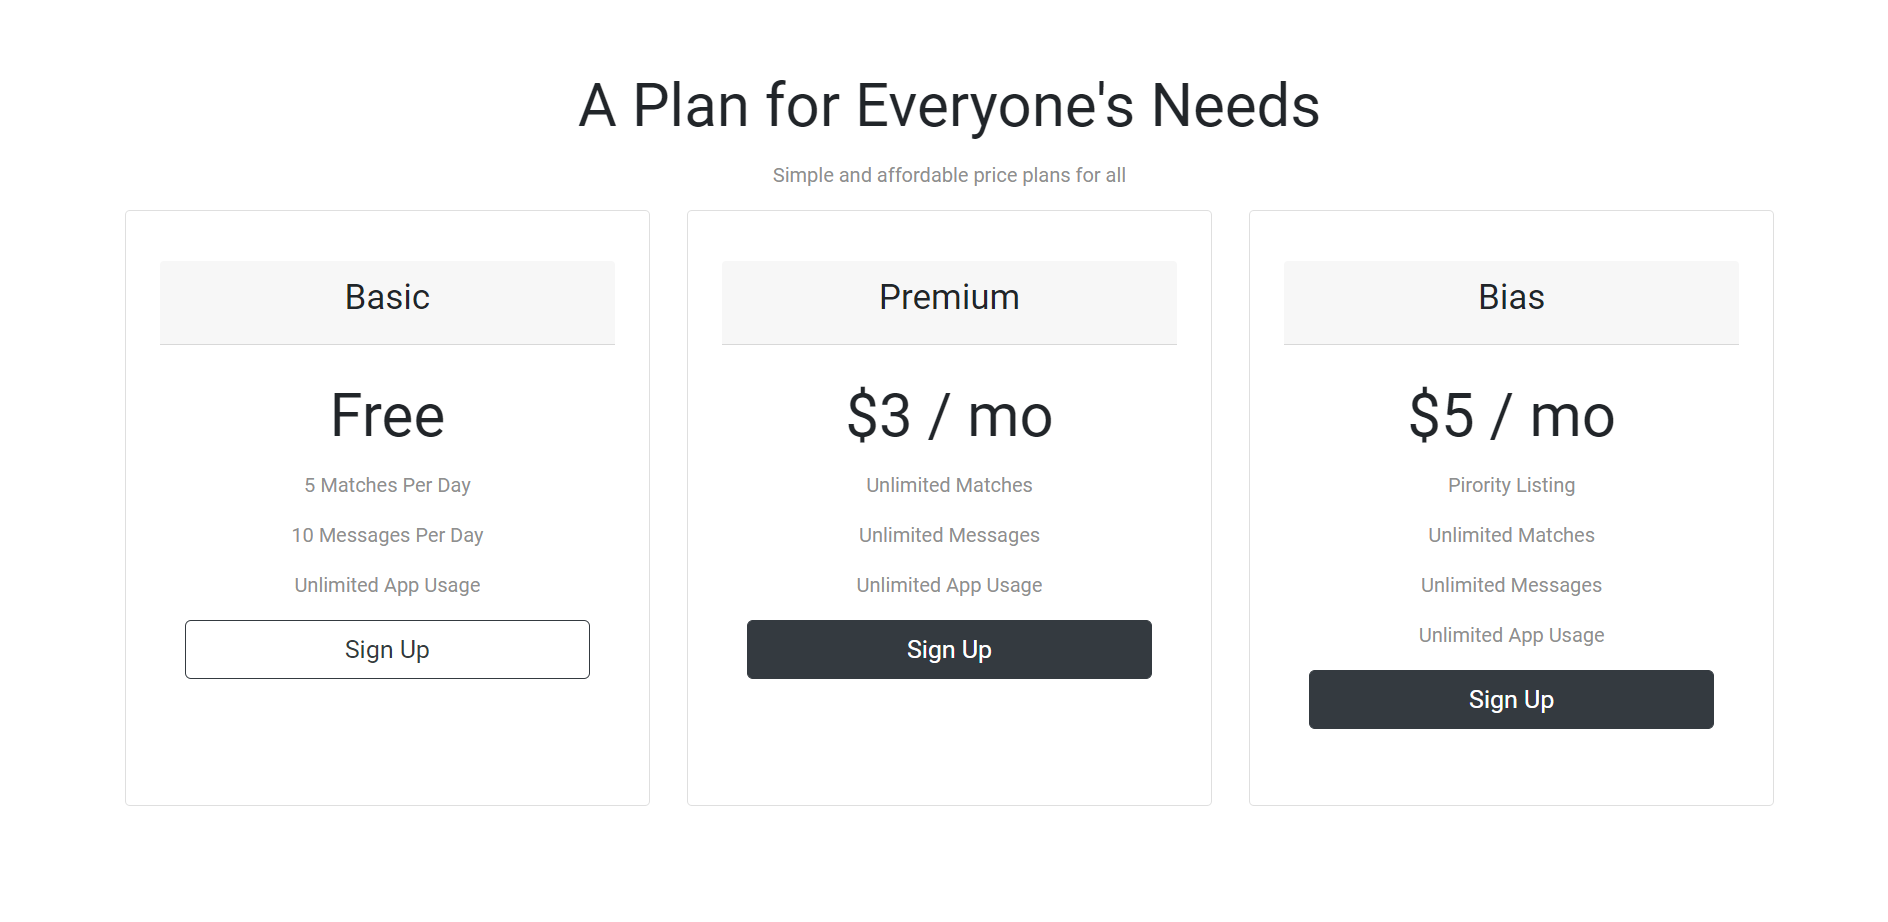 A Plan for Everyone's Needs
Simple and affordable price plans for all
Basic
Free
5 Matches Per Day
10 Messages Per Day
Unlimited App Usage
Sign Up
Premium
$3 / mo
Unlimited Matches
Unlimited Messages
Unlimited App Usage
Sign Up
Bias
$5 / mo
Pirority Listing
Unlimited Matches
Unlimited Messages
Unlimited App Usage
Sign Up